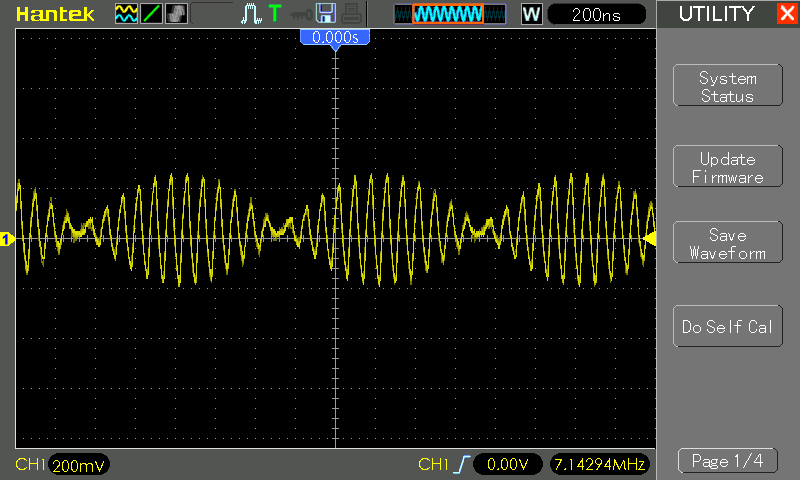 Hantek
T
W
200ns
UTILITY
0.000s
System
Status
Update
Firmware
Save
Waveform
Do Self Cal
1
CH1 200mV
CH1 0.00V 7.14294MHz
Page 1/4